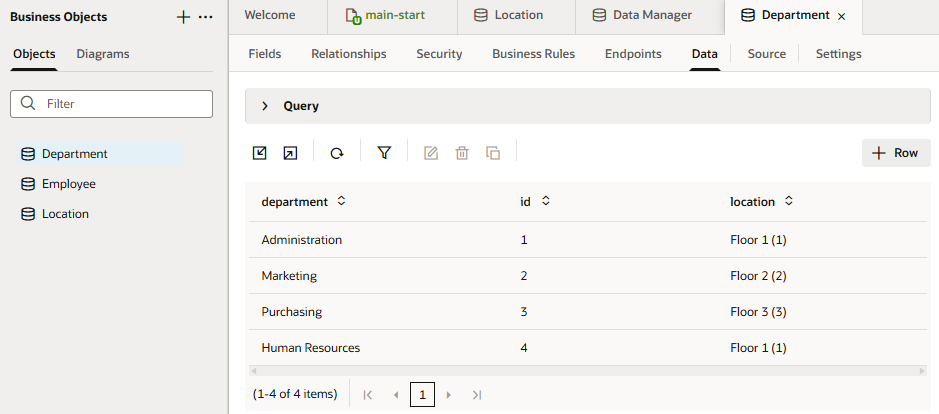 Business Objects
Objects Diagrams
Filter
Department
Employee
Location
Welcome main-start Location Data Manager Department
Fields Relationships Security Business Rules Endpoints Data Source Settings
Query
Row
department id location
Administration 1 Floor 1 (1)
Marketing 2 Floor 2 (2)
Purchasing 3 Floor 3 (3)
Human Resources 4 Floor 1 (1)
(1-4 of 4 items) 1